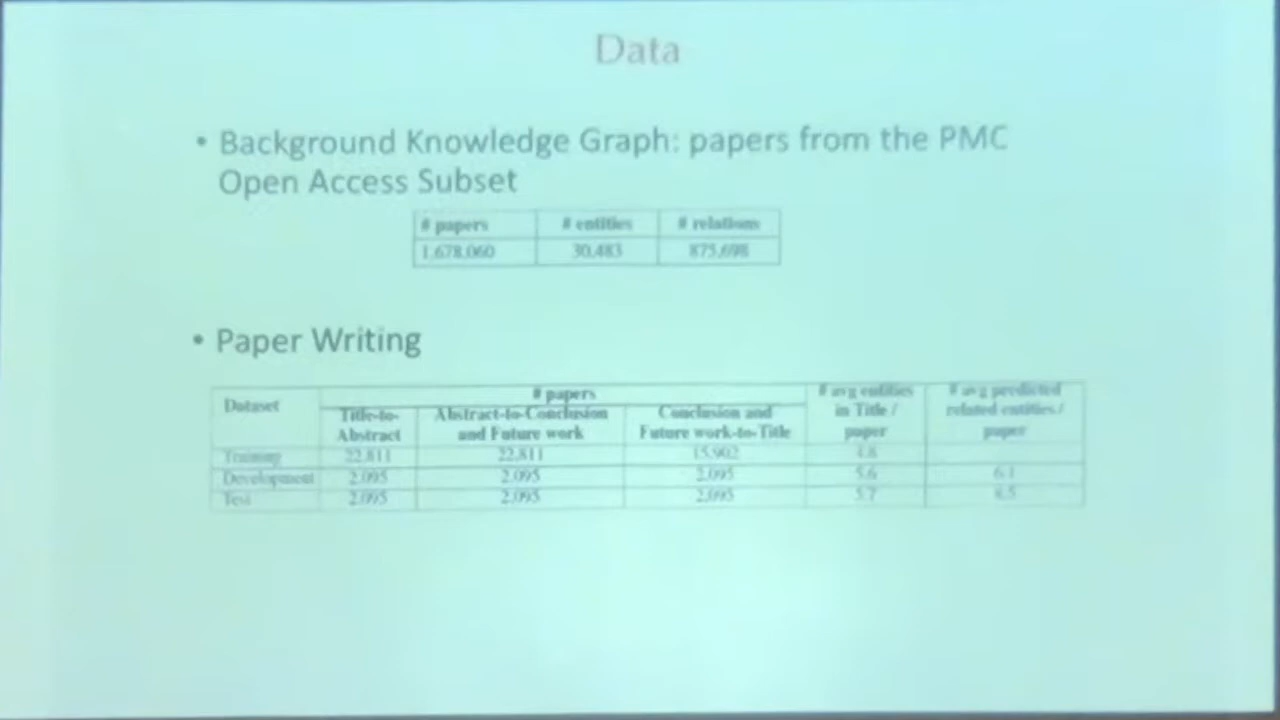 Data
• Background Knowledge Graph: papers from the PMC
Open Access Subset
# papers # entities # relations
1,678,060 30,483 875,698
• Paper Writing
Dataset # papers # avg entities in Title / paper # avg predicted related entities / paper
Title-to-Abstract Abstract-to-Conclusion and Future work Conclusion and Future work-to-Title
Training 22,811 22,811 15,902 4.8
Development 2,095 2,095 2,095 5.6 6.1
Test 2,095 2,095 2,095 5.7 8.5